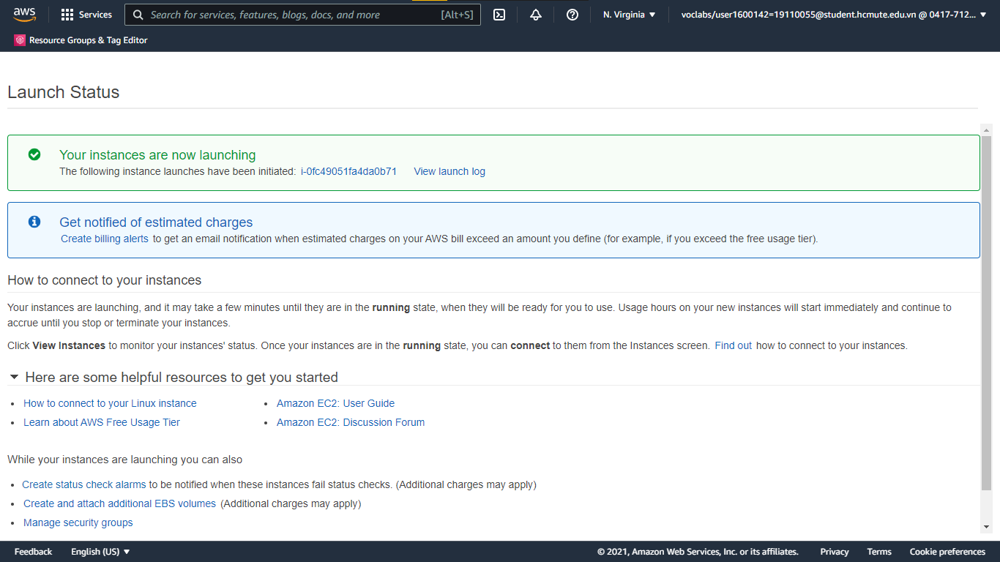 aws
Services
Search for services, features, blogs, docs, and more [Alt+S]
N. Virginia
voclabs/user1600142=19110055@student.hcmute.edu.vn @ 0417-712...
Resource Groups & Tag Editor
Launch Status
Your instances are now launching
The following instance launches have been initiated: i-0fc49051fa4da0b71 View launch log
Get notified of estimated charges
Create billing alerts to get an email notification when estimated charges on your AWS bill exceed an amount you define (for example, if you exceed the free usage tier).
How to connect to your instances
Your instances are launching, and it may take a few minutes until they are in the running state, when they will be ready for you to use. Usage hours on your new instances will start immediately and continue to
accrue until you stop or terminate your instances.
Click View Instances to monitor your instances' status. Once your instances are in the running state, you can connect to them from the Instances screen. Find out how to connect to your instances.
Here are some helpful resources to get you started
• How to connect to your Linux instance
• Learn about AWS Free Usage Tier
• Amazon EC2: User Guide
• Amazon EC2: Discussion Forum
While your instances are launching you can also
• Create status check alarms to be notified when these instances fail status checks. (Additional charges may apply)
• Create and attach additional EBS volumes (Additional charges may apply)
• Manage security groups
Feedback
English (US)
© 2021, Amazon Web Services, Inc. or its affiliates.
Privacy
Terms
Cookie preferences